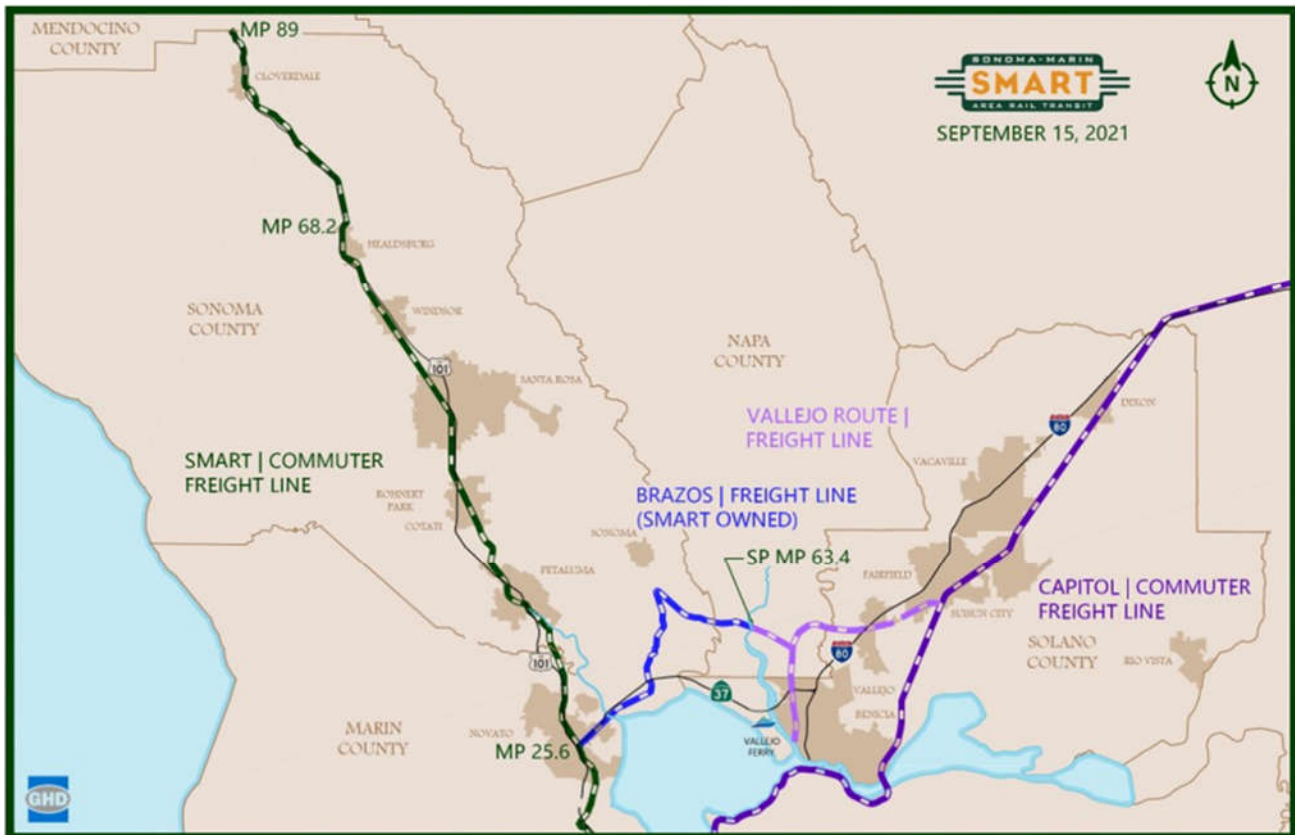 MENDOCINO
COUNTY
MP 89
CLOVERDALE
SONOMA-MARIN
SMART
AREA RAIL TRANSIT
SEPTEMBER 15, 2021
N
MP 68.2
HEALDSBURG
SONOMA
COUNTY
WINDSOR
NAPA
COUNTY
101
SANTA ROSA
DIXON
80
VALLEJO ROUTE |
FREIGHT LINE
VACAVILLE
SMART | COMMUTER
FREIGHT LINE
BRAZOS | FREIGHT LINE
(SMART OWNED)
ROHNERT
PARK
COTATI
SONOMA
SP MP 63.4
PETALUMA
FAIRFIELD
CAPITOL | COMMUTER
FREIGHT LINE
SUISUN CITY
SOLANO
COUNTY
RIO VISTA
101
80
37
VALLEJO
BENICIA
MARIN
COUNTY
NOVATO
MP 25.6
VALLEJO
FERRY
GHD